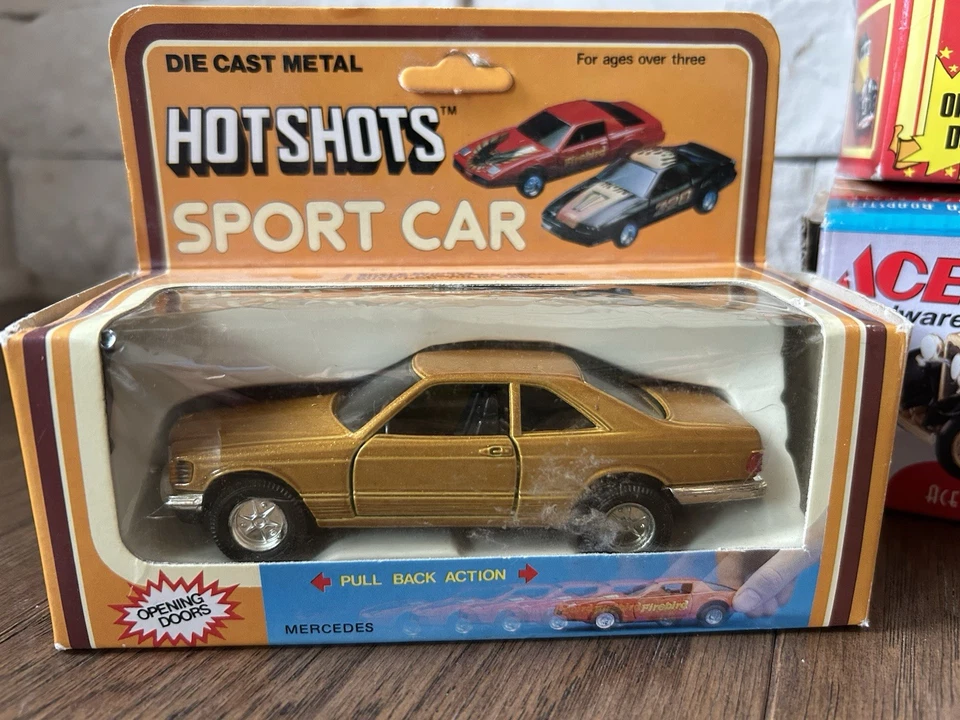 DIE CAST METAL
For ages over three
HOTSHOTS™
SPORT CAR
Firebird
OPENING
DOORS
PULL BACK ACTION
Firebird
MERCEDES
ACE
ware
ACE